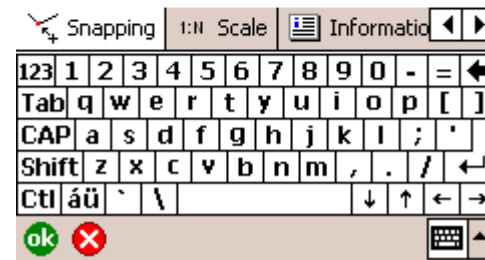 Snapping 1:N Scale Informatio
123 1 2 3 4 5 6 7 8 9 0 - =
Tab q w e r t y u i o p [ ]
CAP a s d f g h j k l ; '
Shift z x c v b n m , . /
Ctl áü ` \ ↓ ↑ ← →
ok